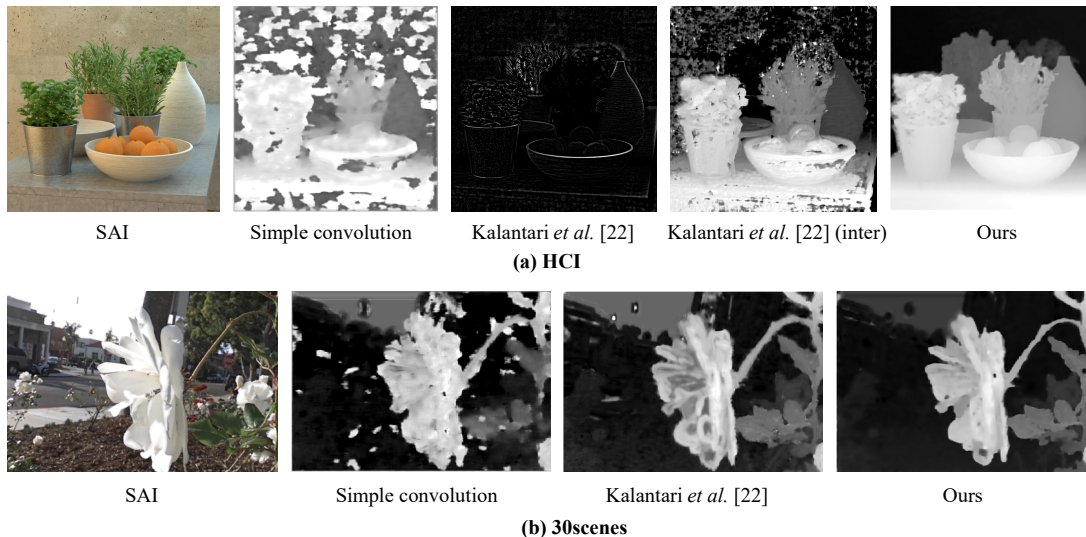 SAI Simple convolution Kalantari et al. [22] Kalantari et al. [22] (inter) Ours
(a) HCI
SAI Simple convolution Kalantari et al. [22] Ours
(b) 30scenes